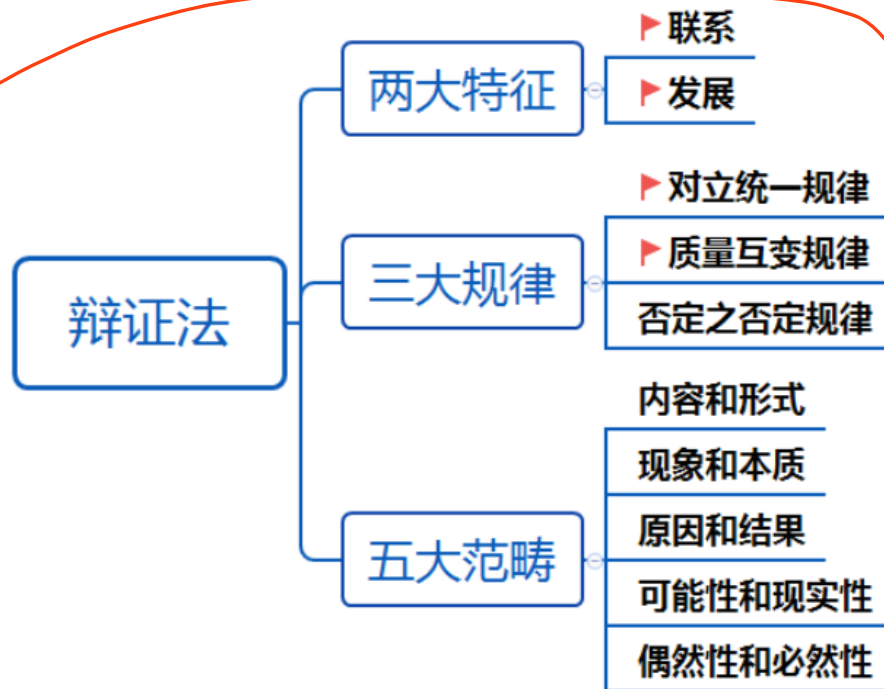 辩证法
两大特征
联系
发展
三大规律
对立统一规律
质量互变规律
否定之否定规律
五大范畴
内容和形式
现象和本质
原因和结果
可能性和现实性
偶然性和必然性